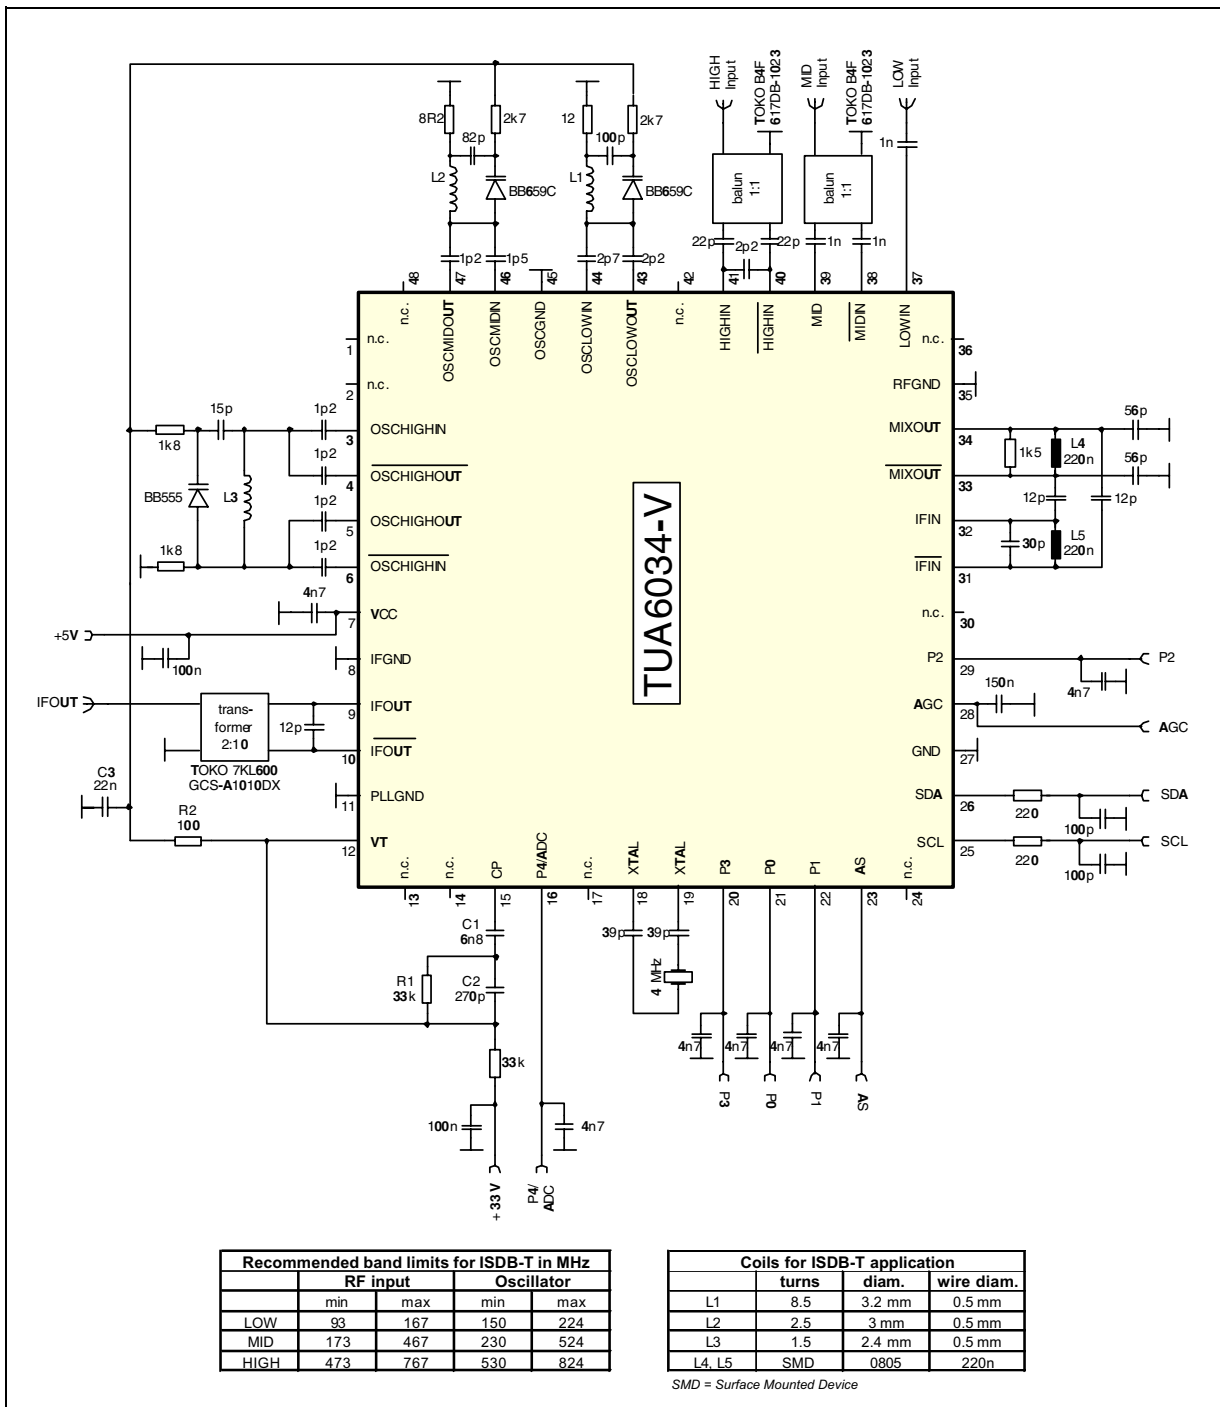 HIGH
Input
TOKO B4F
617DB-1023
MID
Input
TOKO B4F
617DB-1023
LOW
Input
8R2
2k7
12
2k7
82p
100p
1n
L2
BB659C
L1
BB659C
balun
1:1
balun
1:1
22p
2p2
22p
1n
1n
1p2
1p5
2p7
2p2
48
47
46
45
44
43
42
41
40
39
38
37
n.c.
OSCMIDOUT
OSCMIDIN
OSCGND
OSCLOWIN
OSCLOWOUT
n.c.
HIGHIN
HIGHIN
MID
MIDIN
LOWIN
1
n.c.
n.c.
36
2
n.c.
RFGND
35
15p
1p2
1k8
3
OSCHIGHIN
MIXOUT
34
56p
1k5
L4
220n
1p2
4
OSCHIGHOUT
MIXOUT
33
56p
BB555
L3
12p
12p
1p2
5
OSCHIGHOUT
IFIN
32
30p
L5
220n
1k8
1p2
6
OSCHIGHIN
IFIN
31
4n7
7
VCC
n.c.
30
+5V
100n
8
IFGND
P2
29
P2
4n7
150n
IFOUT
trans-
former
2:10
12p
9
IFOUT
AGC
28
AGC
10
IFOUT
GND
27
TOKO 7KL600
GCS-A1010DX
TUA6034-V
C3
22n
11
PLLGND
SDA
26
220
SDA
100p
R2
100
12
VT
SCL
25
220
SCL
100p
n.c.
n.c.
CP
P4/ADC
n.c.
XTAL
XTAL
P3
P0
P1
AS
n.c.
13
14
15
16
17
18
19
20
21
22
23
24
C1
6n8
39p
39p
R1
33k
C2
270p
4 MHz
33k
4n7
4n7
4n7
4n7
P3
P0
P1
AS
100n
4n7
+ 33 V
P4/
ADC
Recommended band limits for ISDB-T in MHz
RF input Oscillator
min max min max
LOW 93 167 150 224
MID 173 467 230 524
HIGH 473 767 530 824
Coils for ISDB-T application
turns diam. wire diam.
L1 8.5 3.2 mm 0.5 mm
L2 2.5 3 mm 0.5 mm
L3 1.5 2.4 mm 0.5 mm
L4, L5 SMD 0805 220n
SMD = Surface Mounted Device